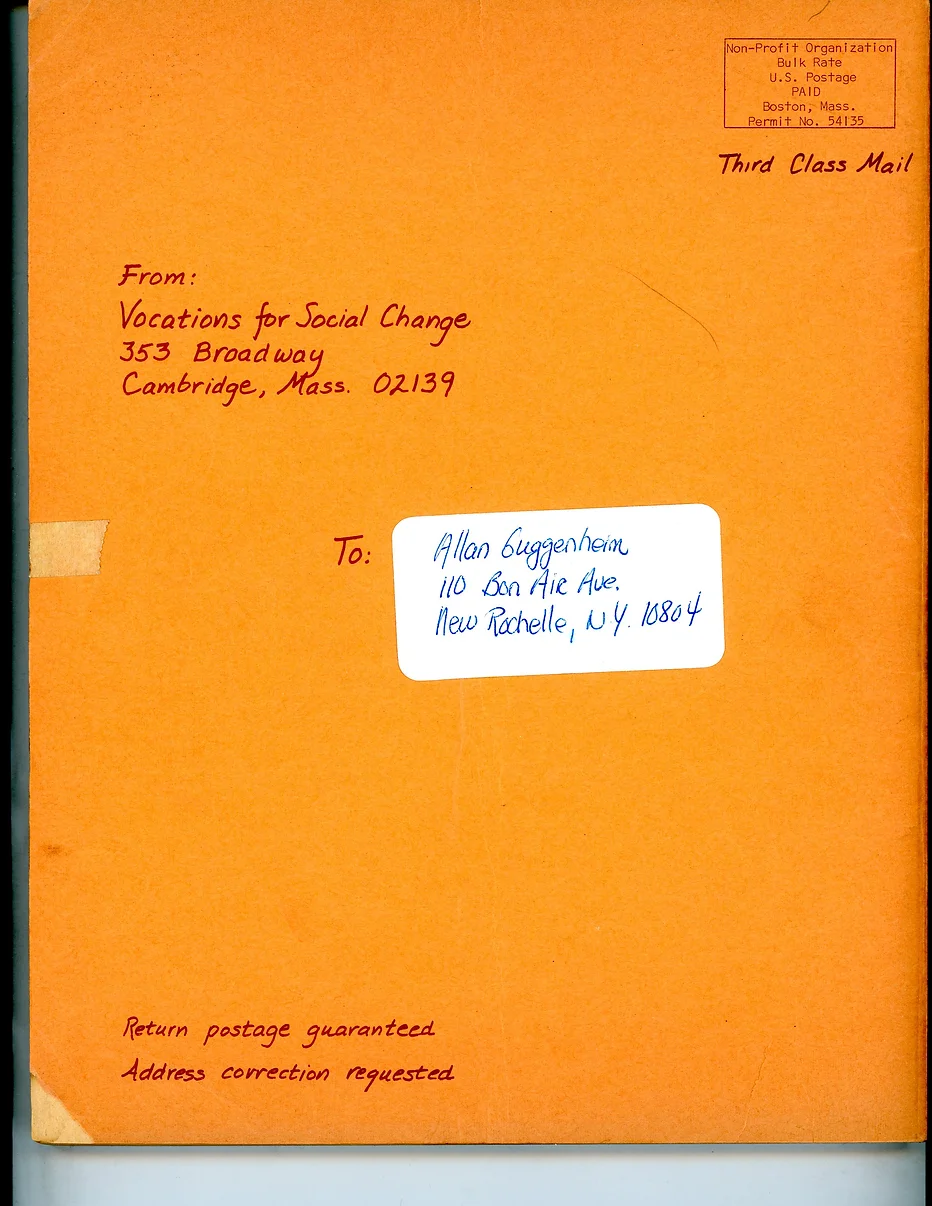 Non-Profit Organization
Bulk Rate
U.S. Postage
PAID
Boston, Mass.
Permit No. 54135
Third Class Mail
From:
Vocations for Social Change
353 Broadway
Cambridge, Mass. 02139
To:
Allan Guggenheim
110 Bon Air Ave.
New Rochelle, N.Y. 10804
Return postage guaranteed
Address correction requested